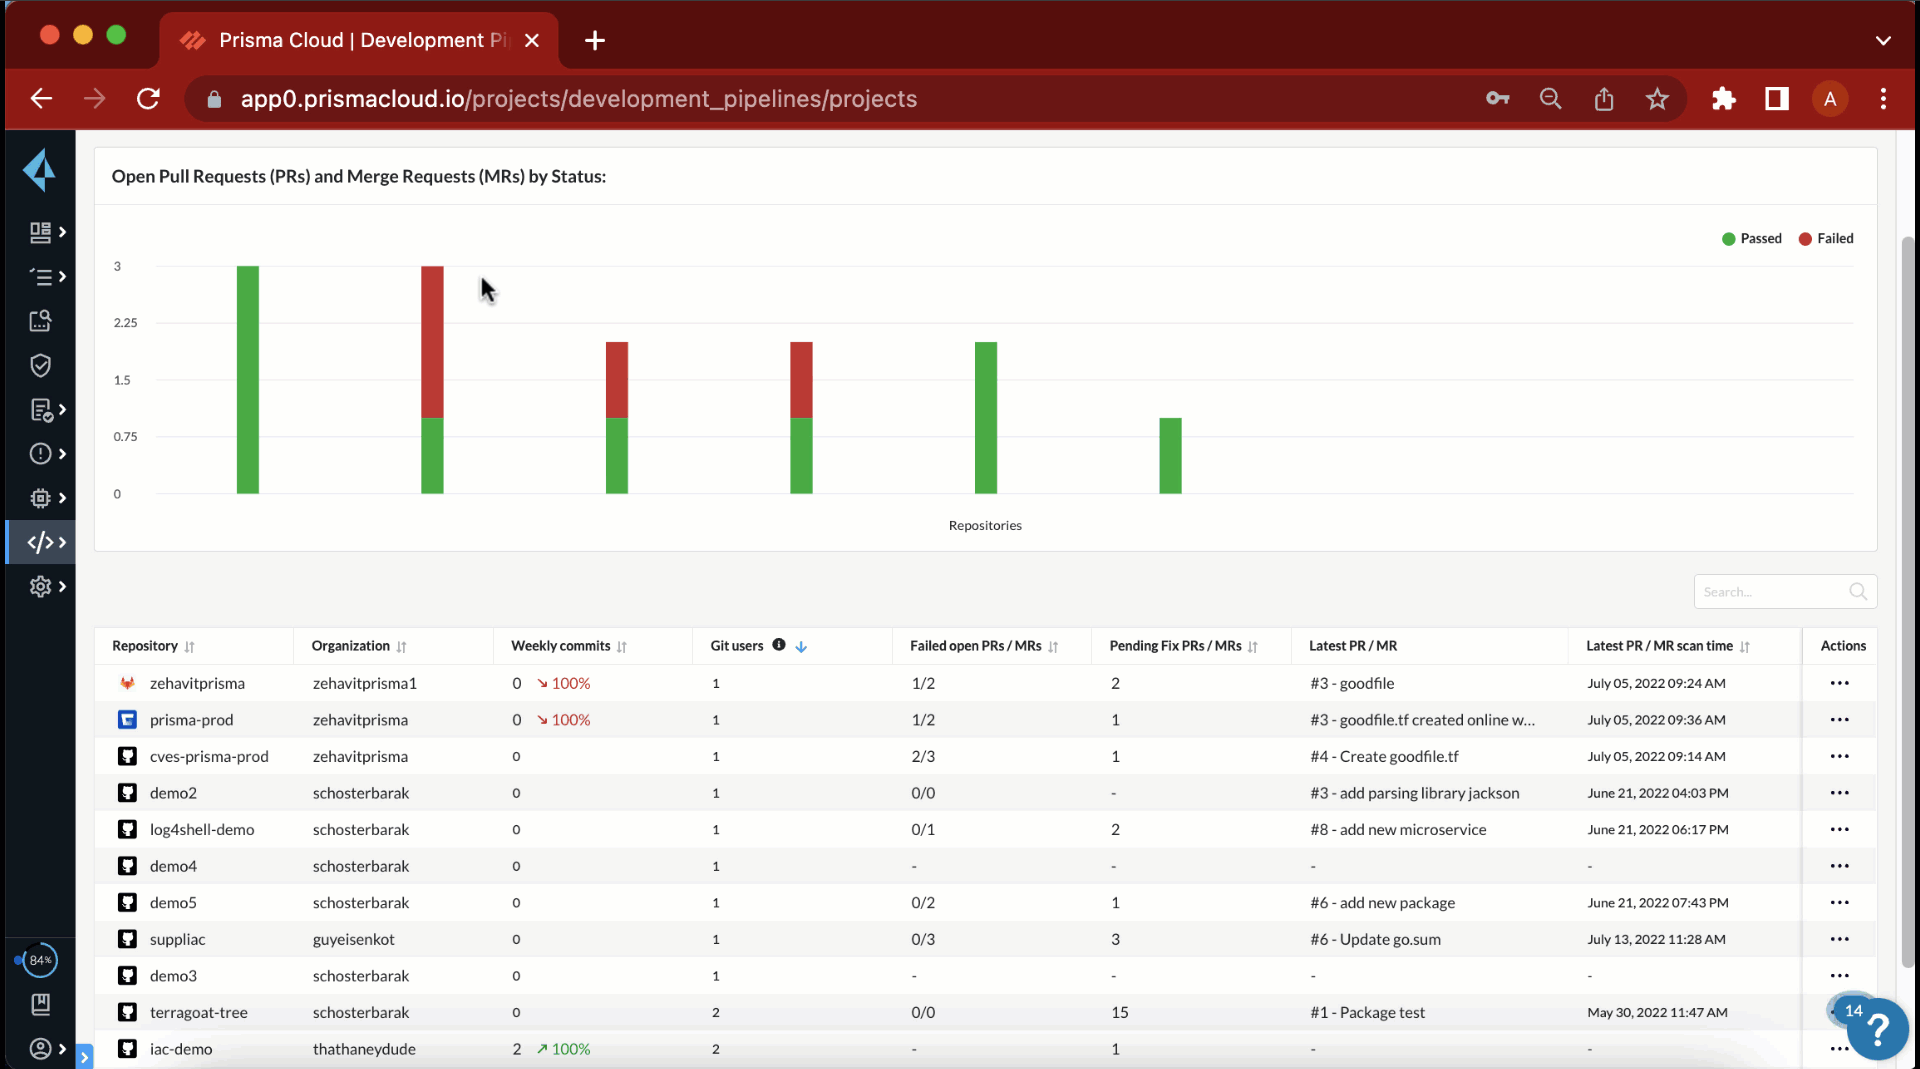 Prisma Cloud | Development Pi
app0.prismacloud.io/projects/development_pipelines/projects
A
Open Pull Requests (PRs) and Merge Requests (MRs) by Status:
Passed Failed
3
2.25
1.5
0.75
0
Repositories
Search...
Repository Organization Weekly commits Git users Failed open PRs / MRs Pending Fix PRs / MRs Latest PR / MR Latest PR / MR scan time Actions
zehavitprisma zehavitprisma1 0 100% 1 1/2 2 #3 - goodfile July 05, 2022 09:24 AM
prisma-prod zehavitprisma 0 100% 1 1/2 1 #3 - goodfile.tf created online w... July 05, 2022 09:36 AM
cves-prisma-prod zehavitprisma 0 1 2/3 1 #4 - Create goodfile.tf July 05, 2022 09:14 AM
demo2 schosterbarak 0 1 0/0 - #3 - add parsing library jackson June 21, 2022 04:03 PM
log4shell-demo schosterbarak 0 1 0/1 2 #8 - add new microservice June 21, 2022 06:17 PM
demo4 schosterbarak 0 1 - - - -
demo5 schosterbarak 0 1 0/2 1 #6 - add new package June 21, 2022 07:43 PM
suppliac guyeisenkot 0 1 0/3 3 #6 - Update go.sum July 13, 2022 11:28 AM
demo3 schosterbarak 0 1 - - - -
terragoat-tree schosterbarak 0 2 0/0 15 #1 - Package test May 30, 2022 11:47 AM
iac-demo thathaneydude 2 100% 2 - 1 - -
84%
14
?